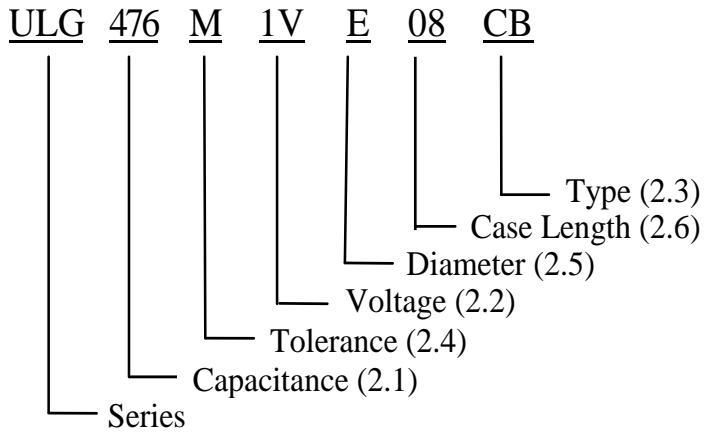 ULG 476 M 1V E 08 CB
Type (2.3)
Case Length (2.6)
Diameter (2.5)
Voltage (2.2)
Tolerance (2.4)
Capacitance (2.1)
Series